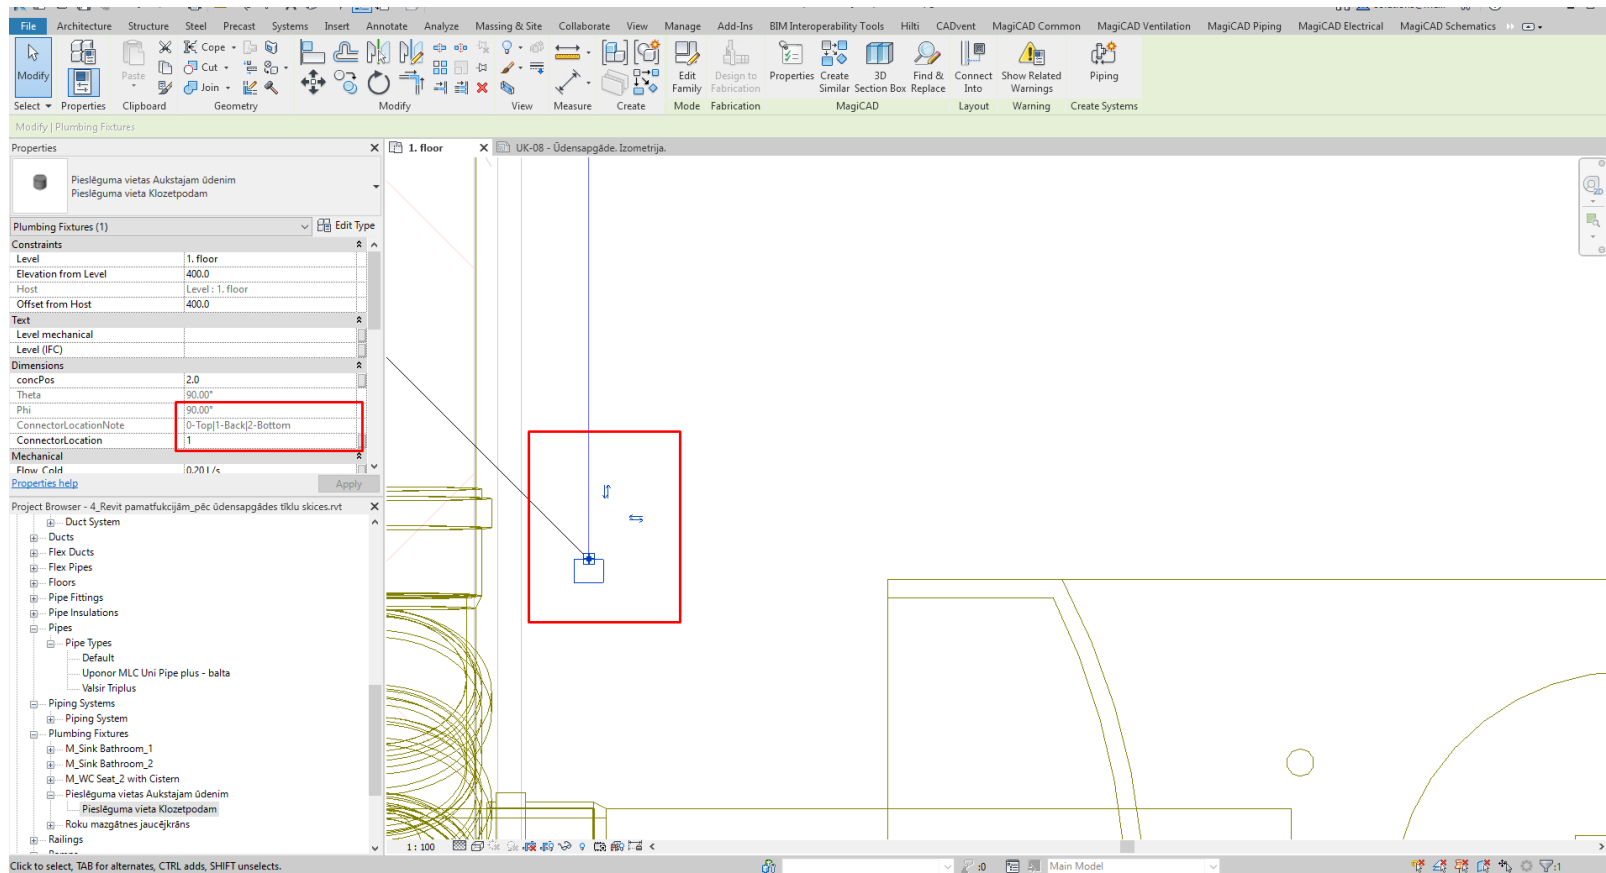 File Architecture Structure Steel Precast Systems Insert Annotate Analyze Massing & Site Collaborate View Manage Add-Ins BIM Interoperability Tools Hilti CADvent MagiCAD Common MagiCAD Ventilation MagiCAD Piping MagiCAD Electrical MagiCAD Schematics
Modify Paste Cope Cut Join Edit Family Design to Fabrication Properties Create Similar 3D Section Box Find & Replace Connect Into Show Related Warnings Piping
Select Properties Clipboard Geometry Modify View Measure Create Mode Fabrication MagiCAD Layout Warning Create Systems
Modify | Plumbing Fixtures
Properties
1. floor
UK-08 - Ūdensapgāde. Izometrija.
Pieslēguma vietas Aukstajam ūdenim
Pieslēguma vieta Klozetpodam
Plumbing Fixtures (1) Edit Type
Constraints
Level 1. floor
Elevation from Level 400.0
Host Level : 1. floor
Offset from Host 400.0
Text
Level mechanical
Level (IFC)
Dimensions
concPos 2.0
Theta 90.00°
Phi 90.00°
ConnectorLocationNote 0-Top|1-Back|2-Bottom
ConnectorLocation 1
Mechanical
Flow Cold 0.20 L/s
Properties help Apply
Project Browser - 4_Revit pamatfukcijām_pēc ūdensapgādes tīklu skices.rvt
Duct System
Ducts
Flex Ducts
Flex Pipes
Floors
Pipe Fittings
Pipe Insulations
Pipes
Pipe Types
Default
Uponor MLC Uni Pipe plus - balta
Valsir Triplus
Piping Systems
Piping System
Plumbing Fixtures
M_Sink Bathroom_1
M_Sink Bathroom_2
M_WC Seat_2 with Cistern
Pieslēguma vietas Aukstajam ūdenim
Pieslēguma vieta Klozetpodam
Roku mazgātnes jaucējkrāns
Railings
1 : 100
Click to select, TAB for alternates, CTRL adds, SHIFT unselects.
:0 Main Model :1